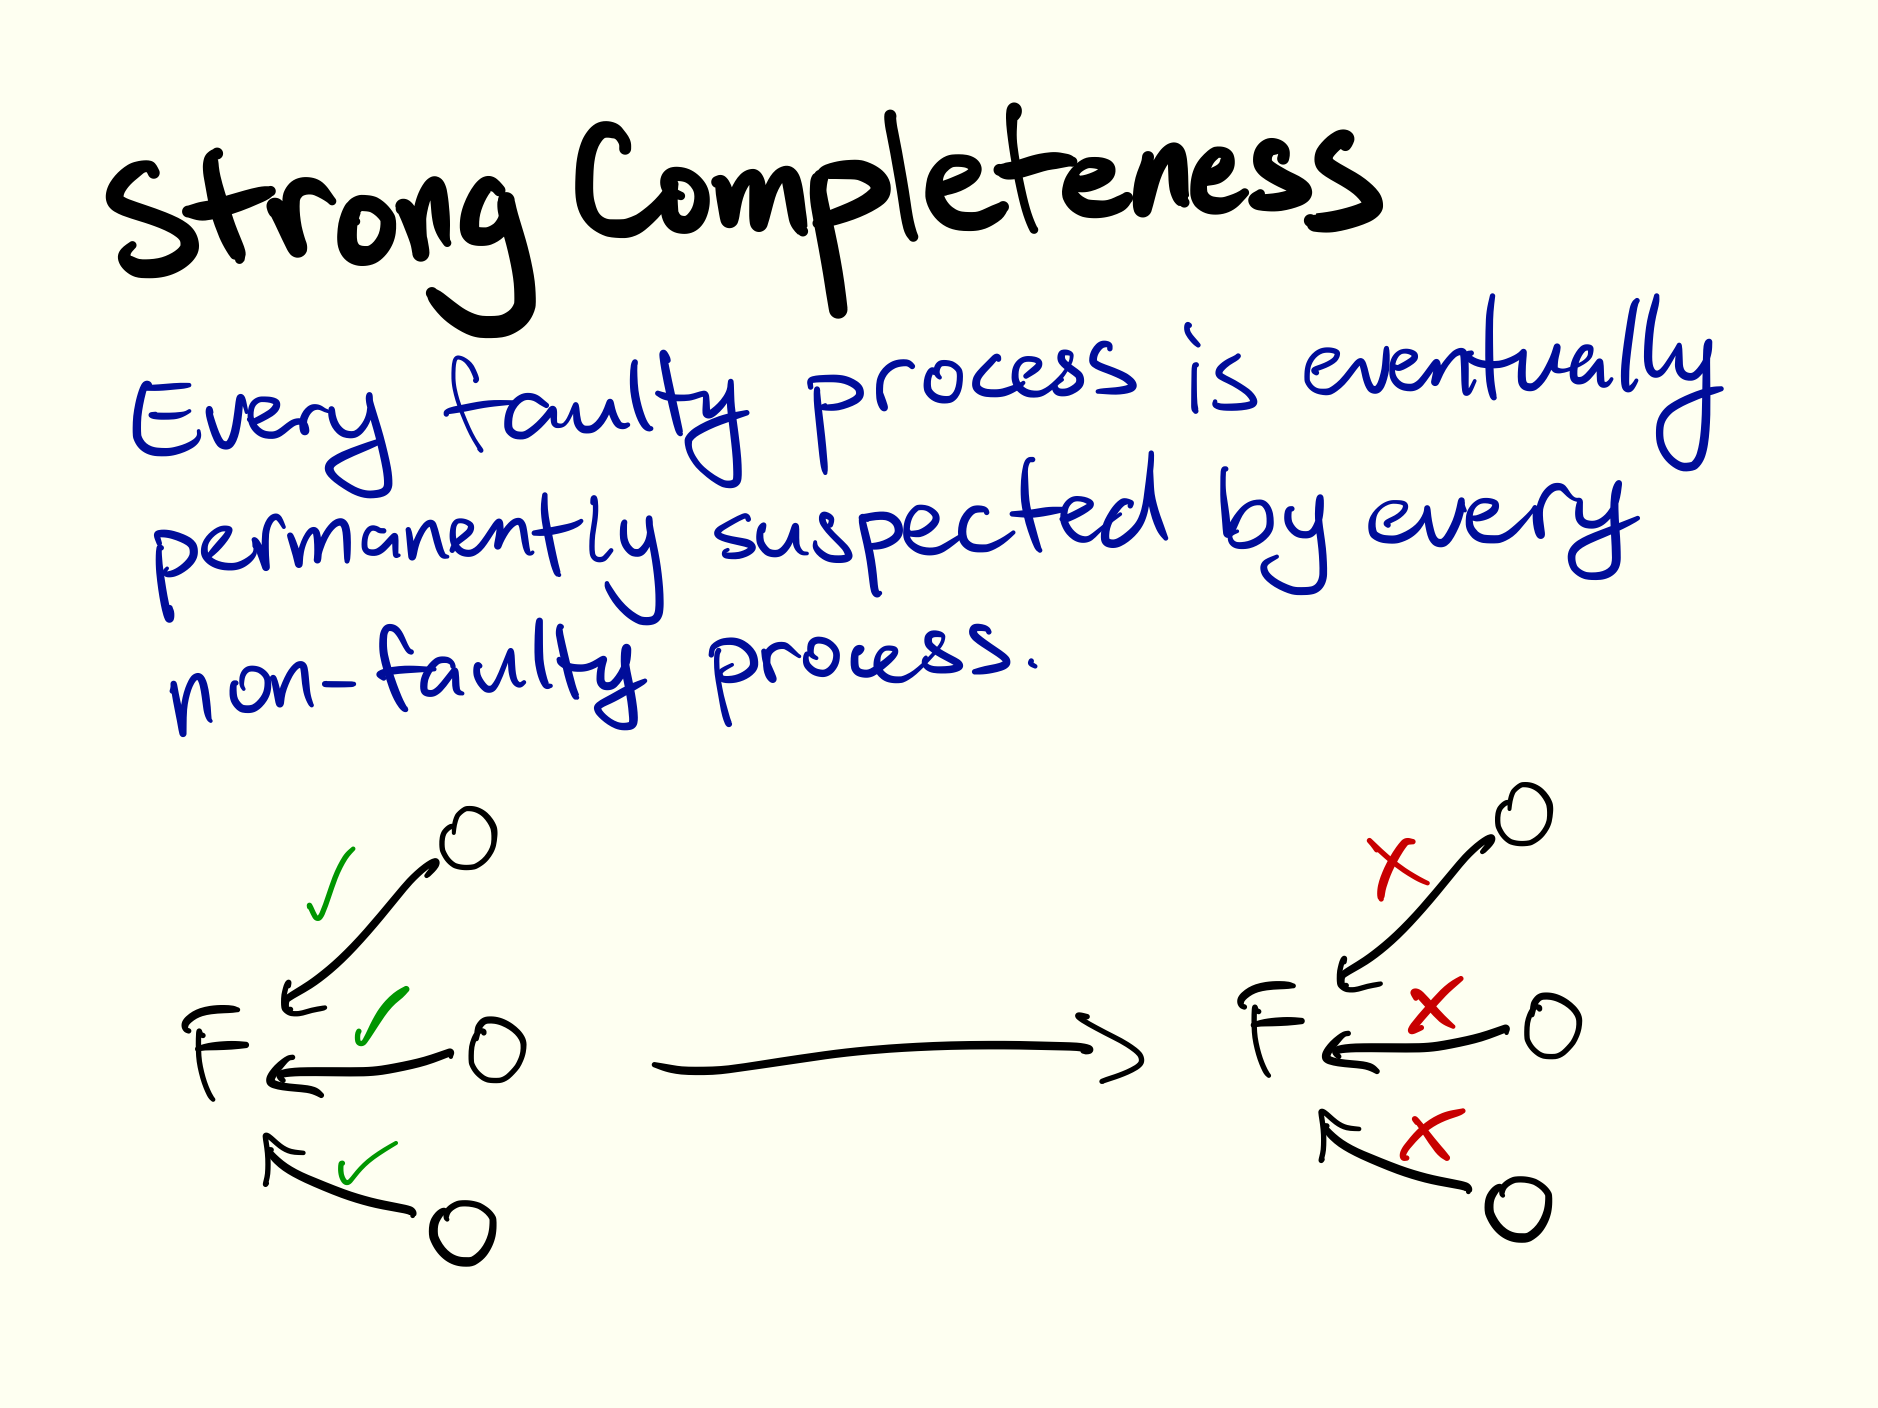 Strong Completeness
Every faulty process is eventually
permanently suspected by every
non-faulty process.
F
F